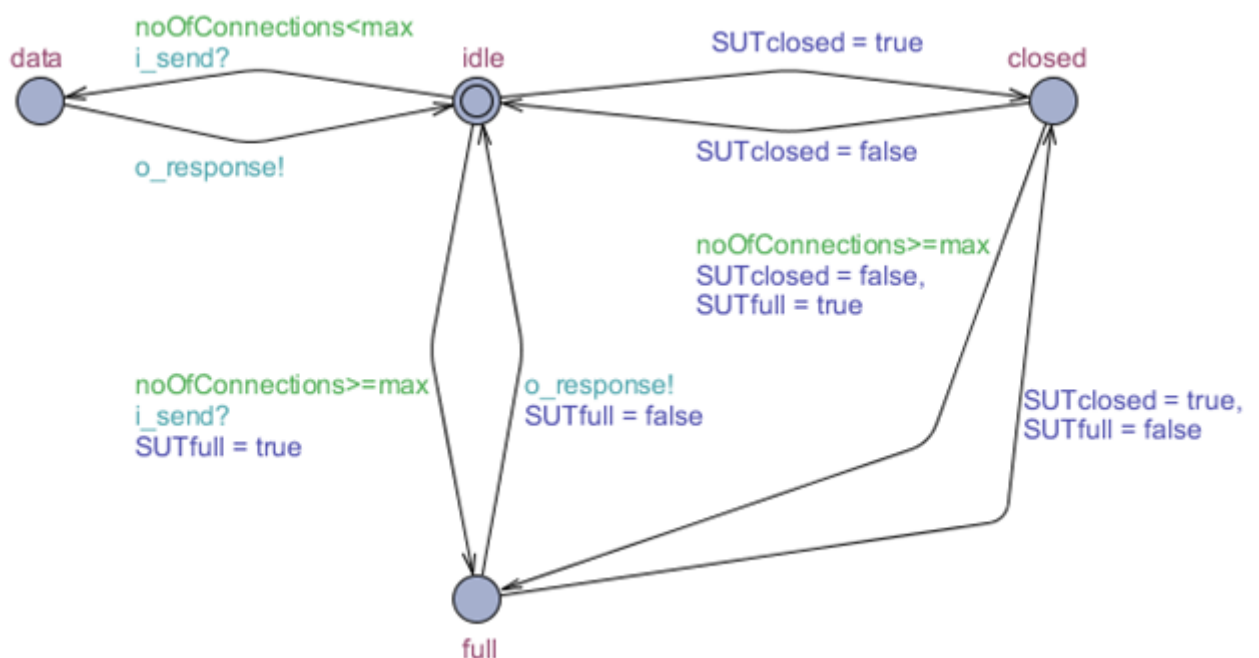 noOfConnections<max
i_send?
data
idle
SUTclosed = true
closed
o_response!
SUTclosed = false
noOfConnections>=max
SUTclosed = false,
SUTfull = true
noOfConnections>=max
i_send?
SUTfull = true
o_response!
SUTfull = false
SUTclosed = true,
SUTfull = false
full